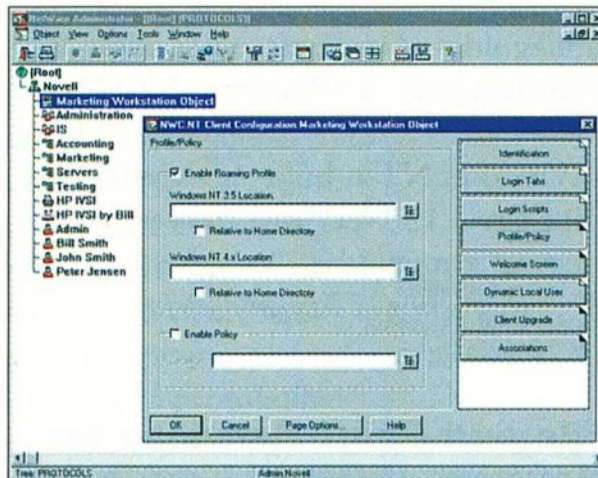 NetWare Administrator - [[Root] (PROTOCOLS)]
Object View Options Tools Window Help
[Root]
Novell
Marketing Workstation Object
Administration
IS
Accounting
Marketing
Servers
Testing
HP IVSI
HP IVSI by Bill
Admin
Bill Smith
John Smith
Peter Jensen
NWC:NT Client Configuration Marketing Workstation Object
Profile/Policy
Enable Roaming Profile
Windows NT 3.5 Location
Relative to Home Directory
Windows NT 4.x Location
Relative to Home Directory
Enable Policy
OK
Cancel
Page Options...
Help
Identification
Login Tabs
Login Scripts
Profile/Policy
Welcome Screen
Dynamic Local User
Client Upgrade
Associations
Tree: PROTOCOLS
Admin.Novell